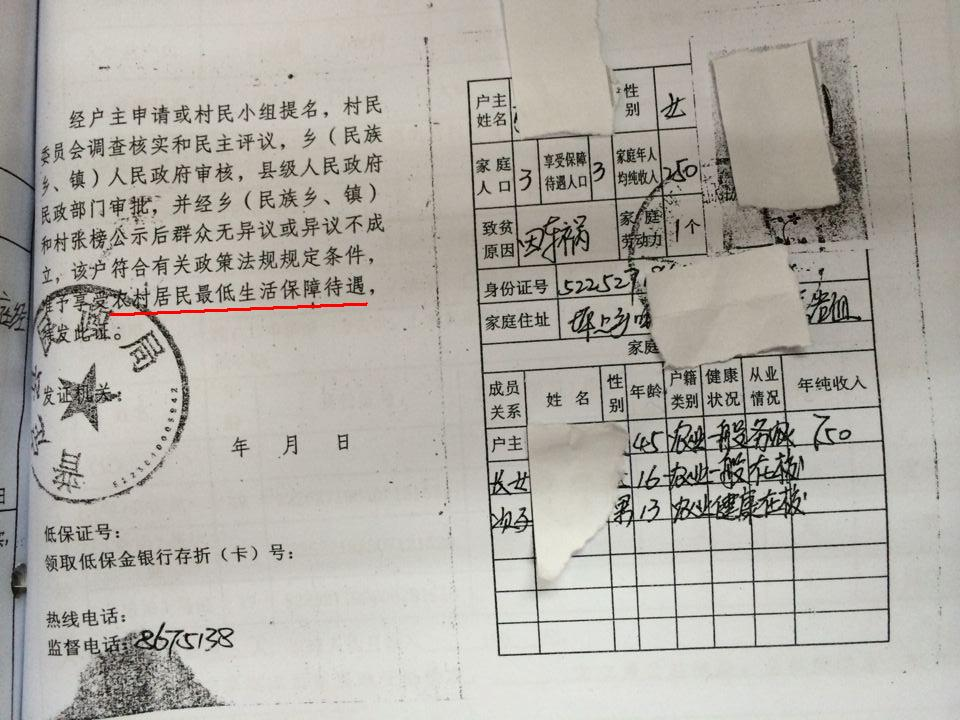 经户主申请或村民小组提名，村民
委员会调查核实和民主评议，乡（民族
乡、镇）人民政府审核，县级人民政府
民政部门审批，并经乡（民族乡、镇）
和村张榜公示后群众无异议或异议不成
立，该户符合有关政策法规规定条件，
准予享受农村居民最低生活保障待遇，
特发此证。
局
发证机关：
年 月 日
低保证号：
领取低保金银行存折（卡）号：
热线电话：
监督电话：8675138
户主姓名 性别 女
家庭人口 3 享受保障待遇人口 3 家庭年人均纯收入 250
致贫原因 因车祸 家庭劳动力 1个
身份证号 522527
家庭住址 组
家庭
成员关系 姓名 性别 年龄 户籍类别 健康状况 从业情况 年纯收入
户主 45 农业 一般 务农 750
长女 16 农业 一般 在校
次子 男 13 农业 健康 在校